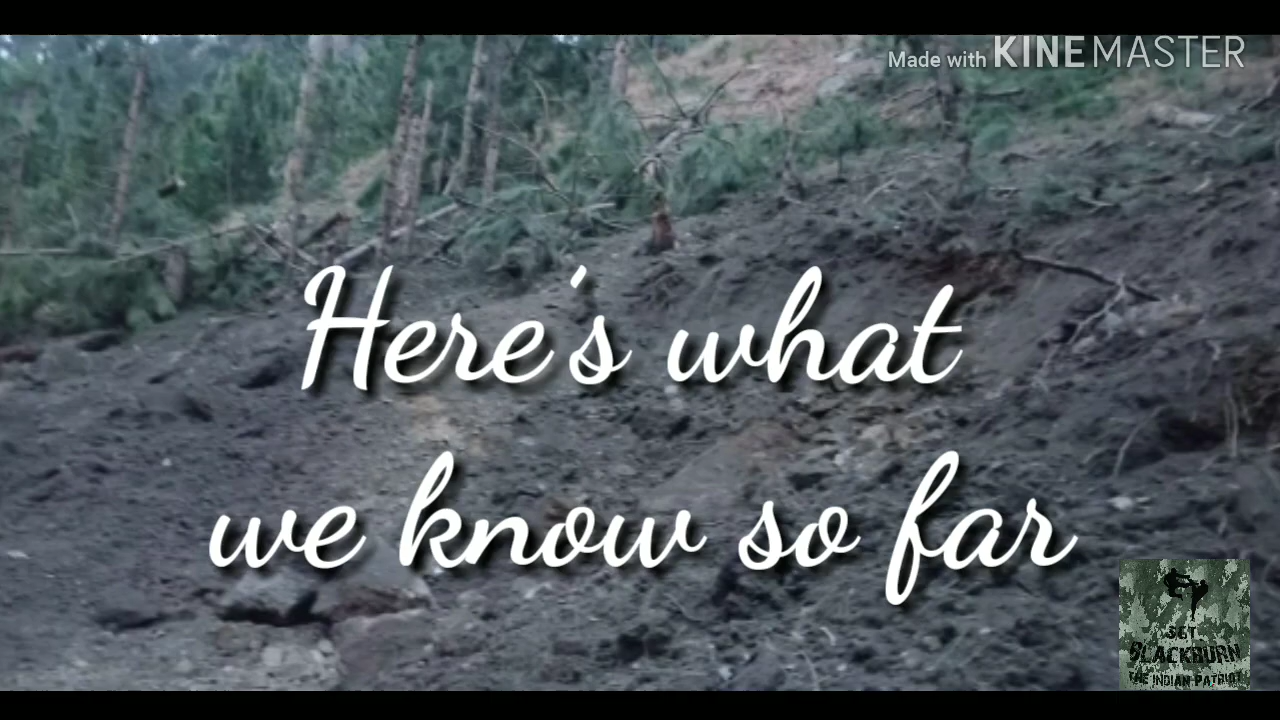 Made with KINEMASTER
Here's what
we know so far
SGT.
BLACKBURN
THE INDIAN PATRIOT